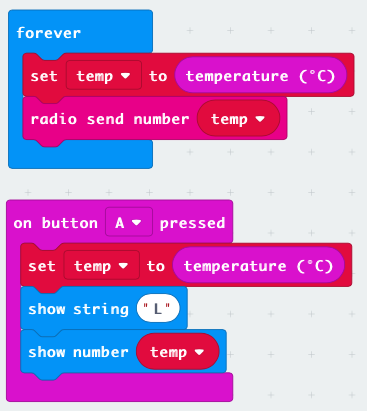 forever
set temp to temperature (°C)
radio send number temp
on button A pressed
set temp to temperature (°C)
show string "L"
show number temp